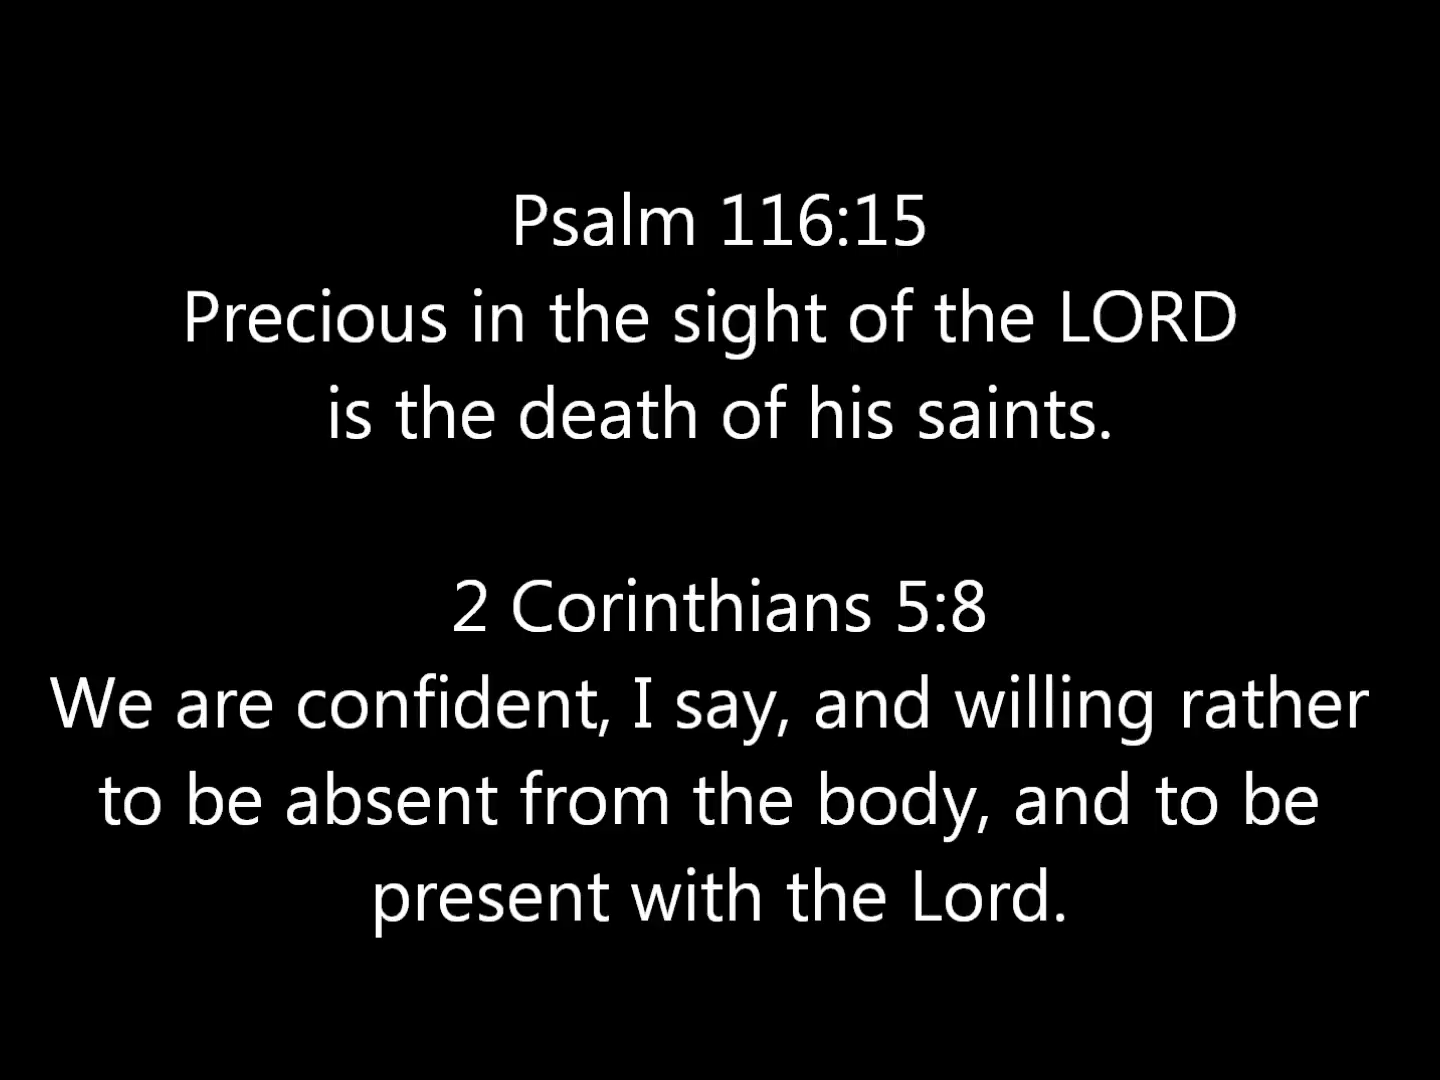 Psalm 116:15
Precious in the sight of the LORD
is the death of his saints.
2 Corinthians 5:8
We are confident, I say, and willing rather
to be absent from the body, and to be
present with the Lord.